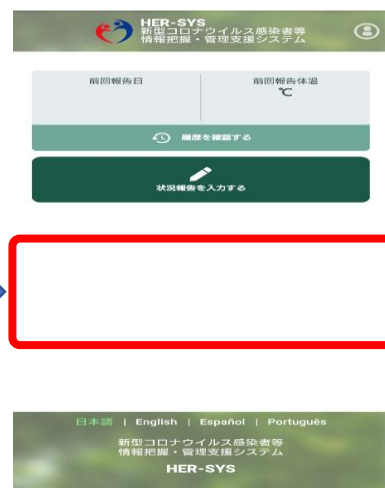 HER-SYS
新型コロナウイルス感染者等
情報把握・管理支援システム
前回報告日
前回報告体温
℃
履歴を確認する
状況報告を入力する
日本語 | English | Español | Português
新型コロナウイルス感染者等
情報把握・管理支援システム
HER-SYS